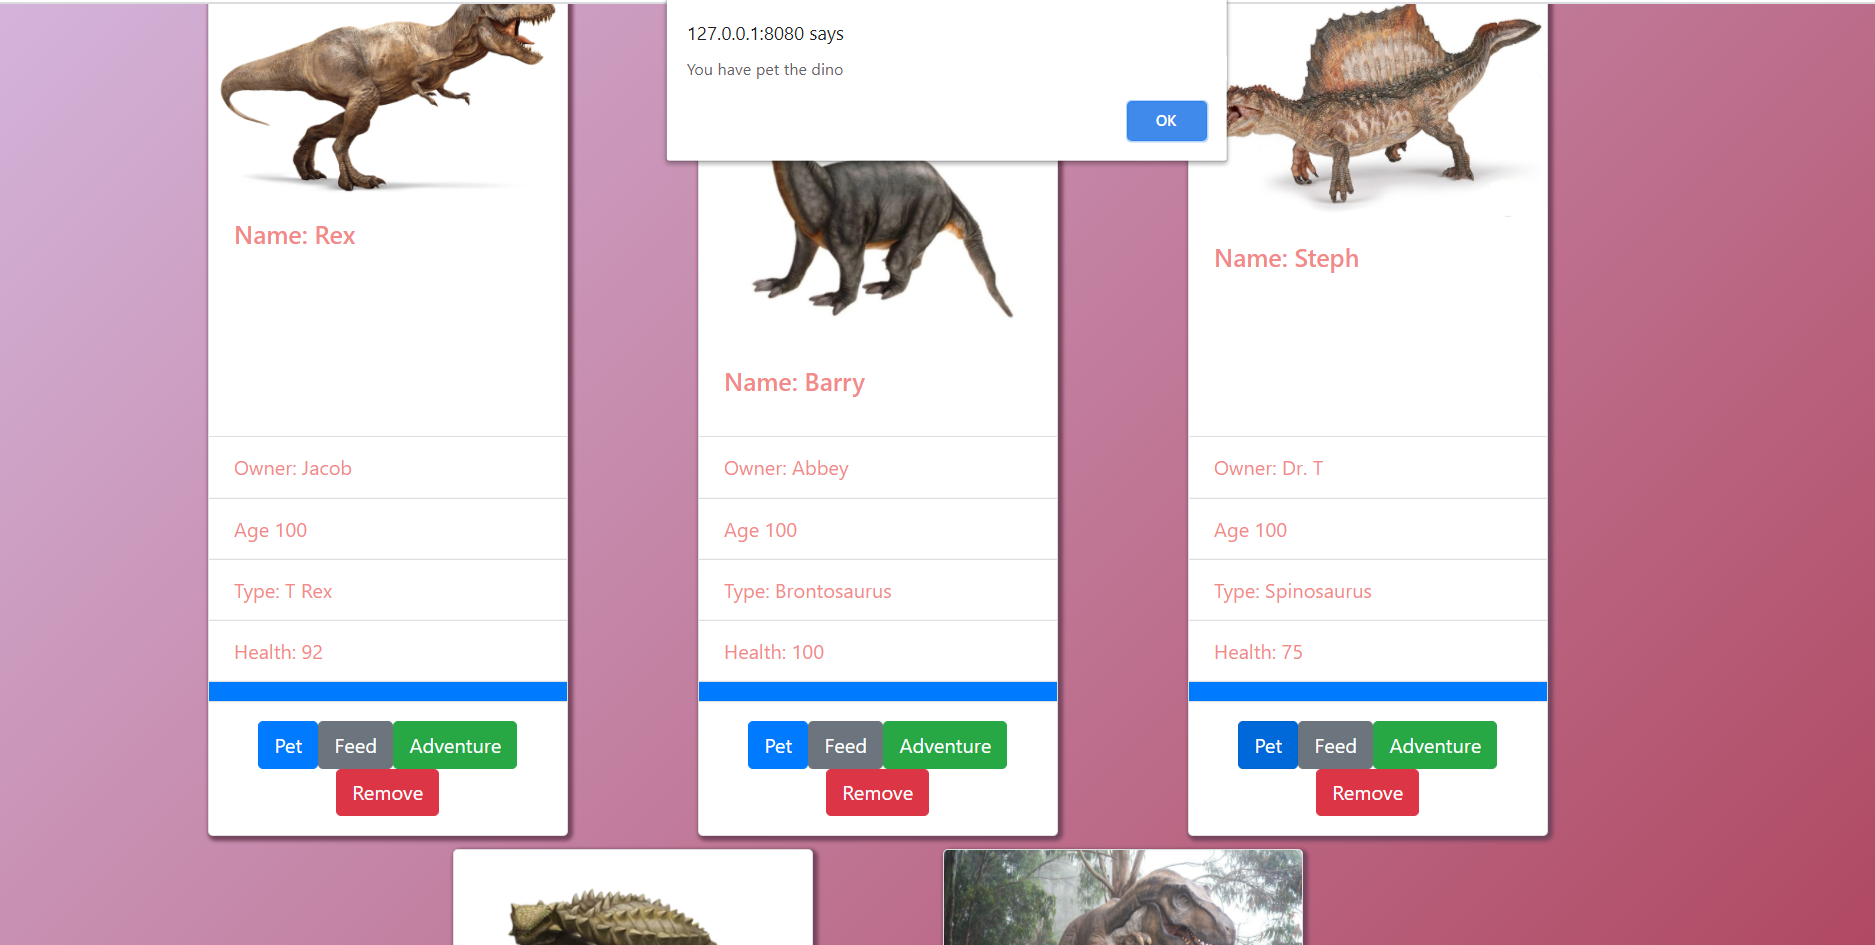 127.0.0.1:8080 says
You have pet the dino
OK
Name: Rex
Owner: Jacob
Age 100
Type: T Rex
Health: 92
Pet Feed Adventure
Remove
Name: Barry
Owner: Abbey
Age 100
Type: Brontosaurus
Health: 100
Pet Feed Adventure
Remove
Name: Steph
Owner: Dr. T
Age 100
Type: Spinosaurus
Health: 75
Pet Feed Adventure
Remove